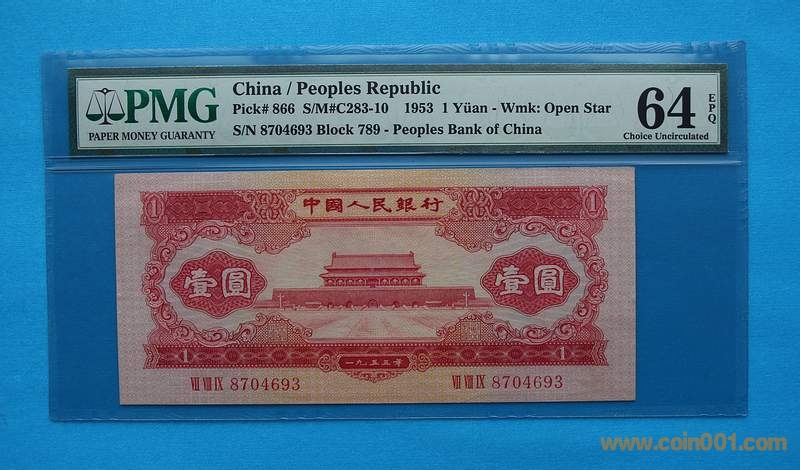 PMG
PAPER MONEY GUARANTY
China / Peoples Republic
Pick# 866 S/M#C283-10 1953 1 Yüan - Wmk: Open Star
S/N 8704693 Block 789 - Peoples Bank of China
64 EPQ
Choice Uncirculated
1 中國人民銀行 1
壹圓 壹圓
1 一九五三年 1
VII VIII IX 8704693 VII VIII IX 8704693
www.coin001.com